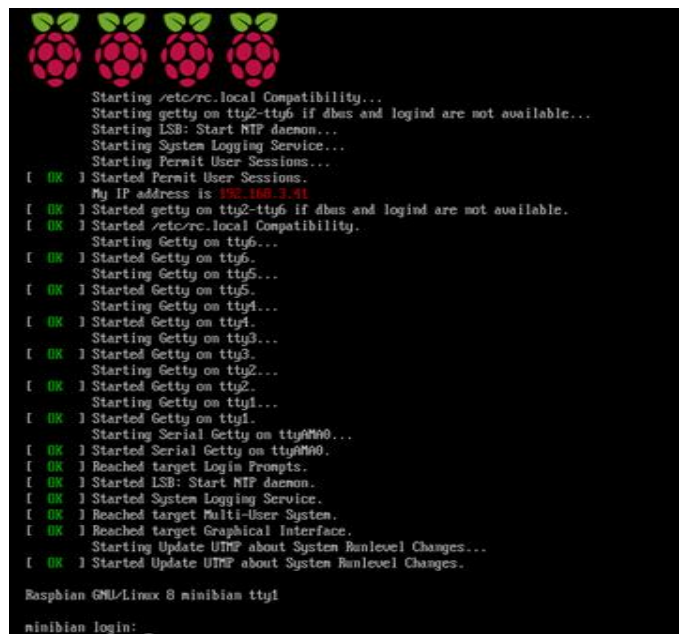 Starting /etc/rc.local Compatibility...
Starting getty on tty2-tty6 if dbus and logind are not available...
Starting LSB: Start NTP daemon...
Starting System Logging Service...
Starting Permit User Sessions...
[  OK  ] Started Permit User Sessions.
My IP address is 192.168.3.41
[  OK  ] Started getty on tty2-tty6 if dbus and logind are not available.
[  OK  ] Started /etc/rc.local Compatibility.
Starting Getty on tty6...
[  OK  ] Started Getty on tty6.
Starting Getty on tty5...
[  OK  ] Started Getty on tty5.
Starting Getty on tty4...
[  OK  ] Started Getty on tty4.
Starting Getty on tty3...
[  OK  ] Started Getty on tty3.
Starting Getty on tty2...
[  OK  ] Started Getty on tty2.
Starting Getty on tty1...
[  OK  ] Started Getty on tty1.
Starting Serial Getty on ttyAMA0...
[  OK  ] Started Serial Getty on ttyAMA0.
[  OK  ] Reached target Login Prompts.
[  OK  ] Started LSB: Start NTP daemon.
[  OK  ] Started System Logging Service.
[  OK  ] Reached target Multi-User System.
[  OK  ] Reached target Graphical Interface.
Starting Update UTMP about System Runlevel Changes...
[  OK  ] Started Update UTMP about System Runlevel Changes.
Raspbian GNU/Linux 8 minibian tty1
minibian login: _